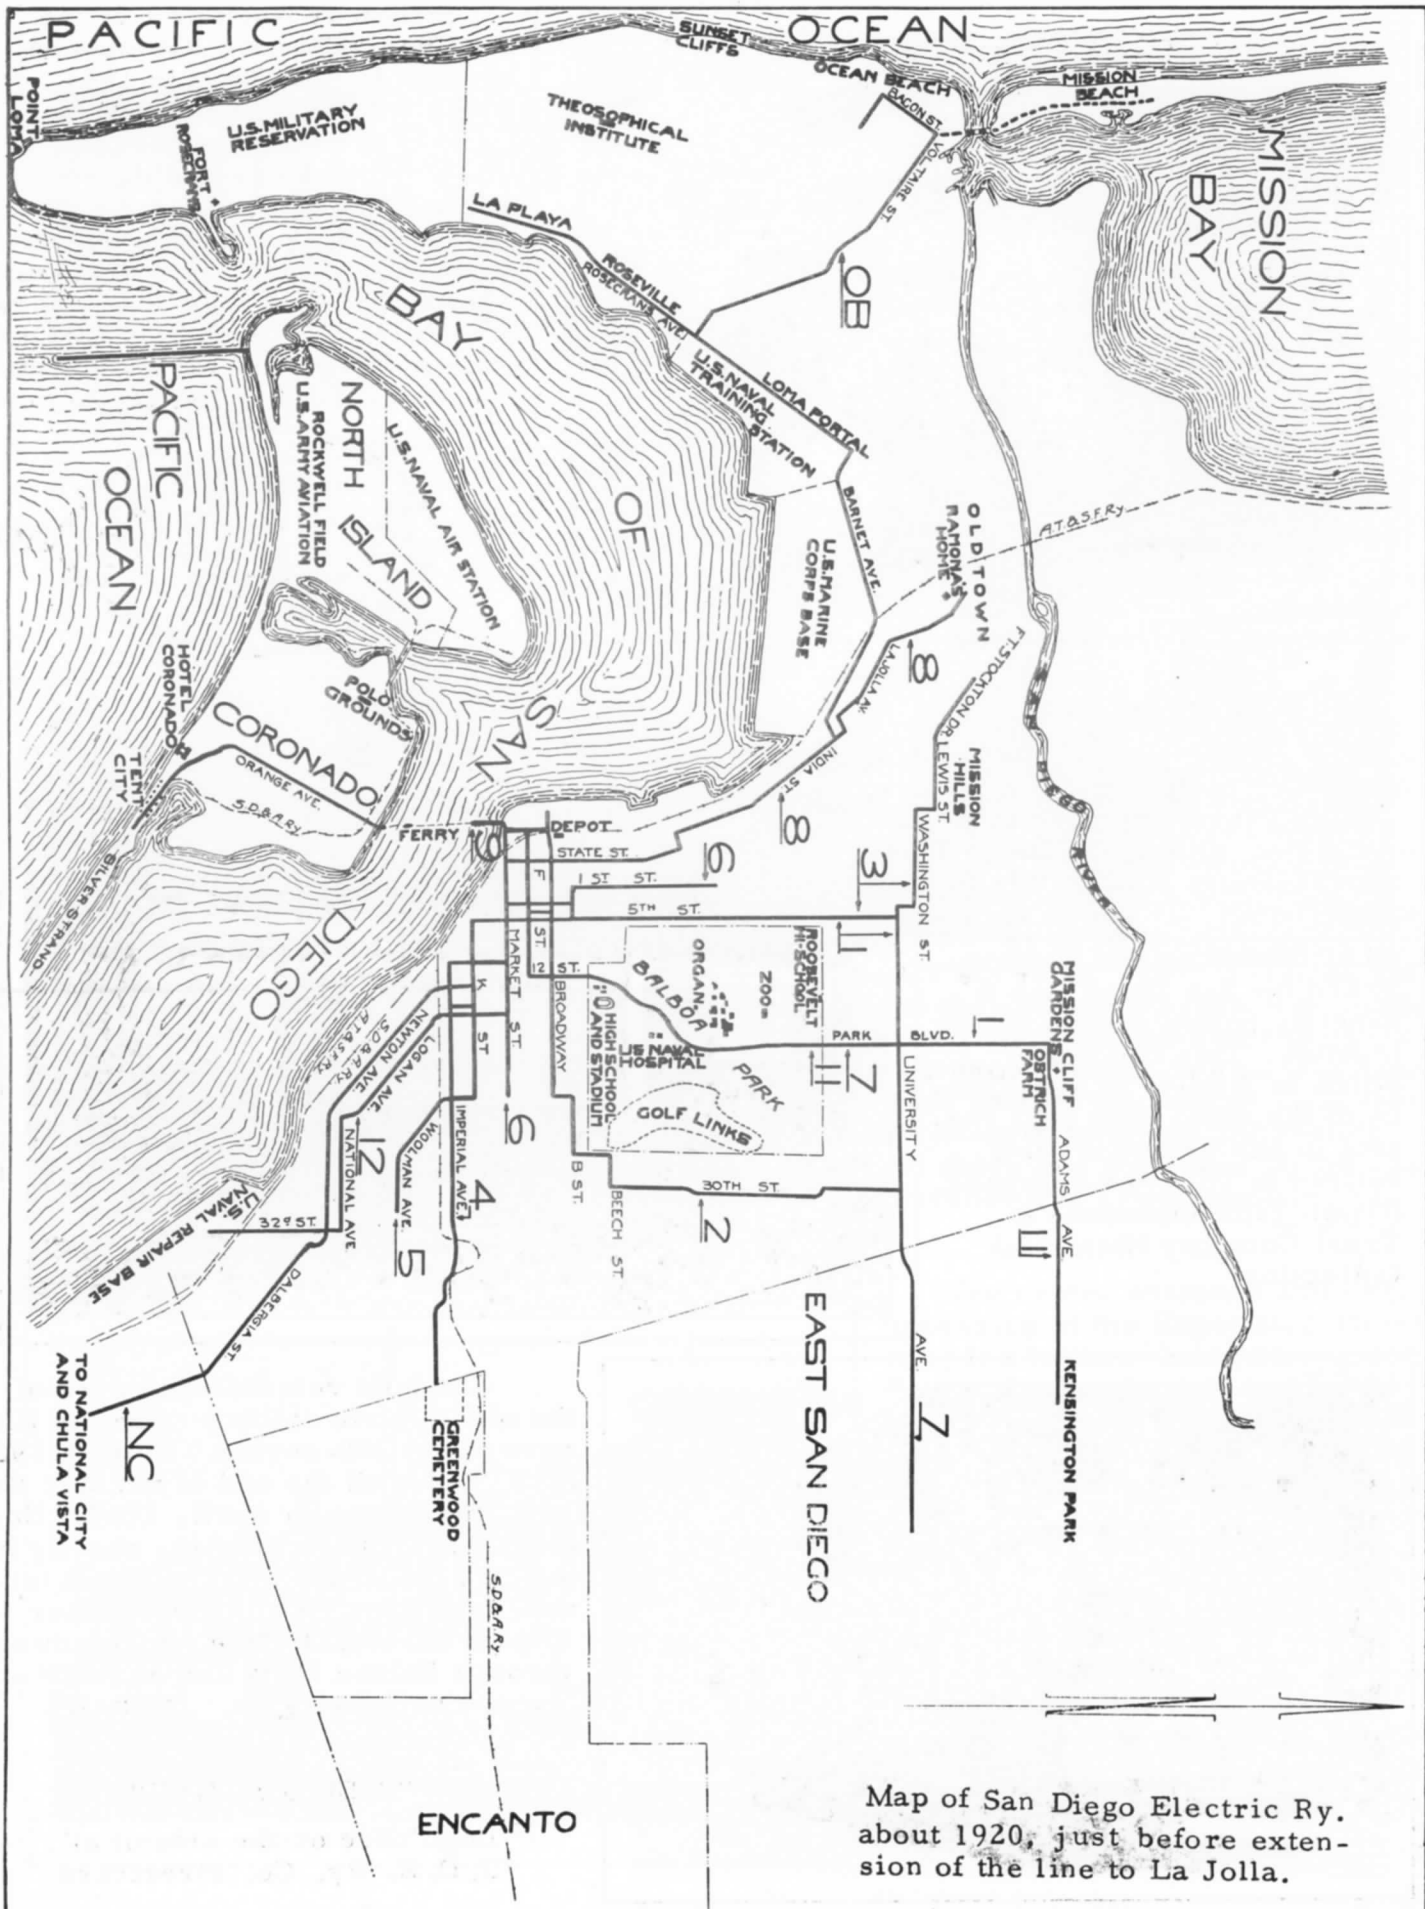 PACIFIC
OCEAN
SUNSET
CLIFFS
OCEAN BEACH
MISSION
BEACH
BACON ST.
VOLTAIRE ST.
MISSION
BAY
POINT
LOMA
U.S. MILITARY
RESERVATION
FORT
ROSECRANS
THEOSOPHICAL
INSTITUTE
LA PLAYA
ROSEVILLE
ROSECRANS AVE.
OB
U.S. NAVAL
TRAINING
STATION
LOMA PORTAL
BARNET AVE.
U.S. MARINE
CORPS BASE
OLDTOWN
RAMONA'S
HOME
A.T.&S.F.RY
BAY
OF
SAN
DIEGO
PACIFIC
OCEAN
NORTH
ISLAND
ROCKWELL FIELD
U.S. ARMY AVIATION
U.S. NAVAL AIR STATION
HOTEL
CORONADO
POLO
GROUNDS
CORONADO
ORANGE AVE.
S.D.&A.RY
TENT
CITY
SILVER STRAND
FERRY
9
DEPOT
8
LA JOLLA AV.
INDIA ST.
8
FT. STOCKTON DR.
LEWIS ST.
MISSION
HILLS
WASHINGTON ST.
SAN DIEGO RIVER
STATE ST.
6
1 ST ST.
3
5TH ST.
11
F ST.
MARKET ST.
12 ST.
BROADWAY
K ST
BALBOA PARK
ORGAN
ZOO
ROOSEVELT
HI-SCHOOL
HIGH SCHOOL
AND STADIUM
U.S NAVAL
HOSPITAL
GOLF LINKS
PARK BLVD.
1
7
11
MISSION CLIFF
GARDENS
OSTRICH
FARM
UNIVERSITY AVE.
ADAMS AVE.
11
KENSINGTON PARK
7
NEWTON AVE.
LOGAN AVE.
S.D.&A.RY.
A.T.&S.F.RY.
NATIONAL AVE.
12
WOOLMAN AVE.
5
IMPERIAL AVE.
4
6
B ST.
BEECH ST.
30TH ST.
2
U.S.
NAVAL REPAIR BASE
32D ST.
DALBERGIA ST
TO NATIONAL CITY
AND CHULA VISTA
NC
GREENWOOD
CEMETERY
EAST SAN DIEGO
S.D.&A.RY
ENCANTO
Map of San Diego Electric Ry.
about 1920, just before exten-
sion of the line to La Jolla.